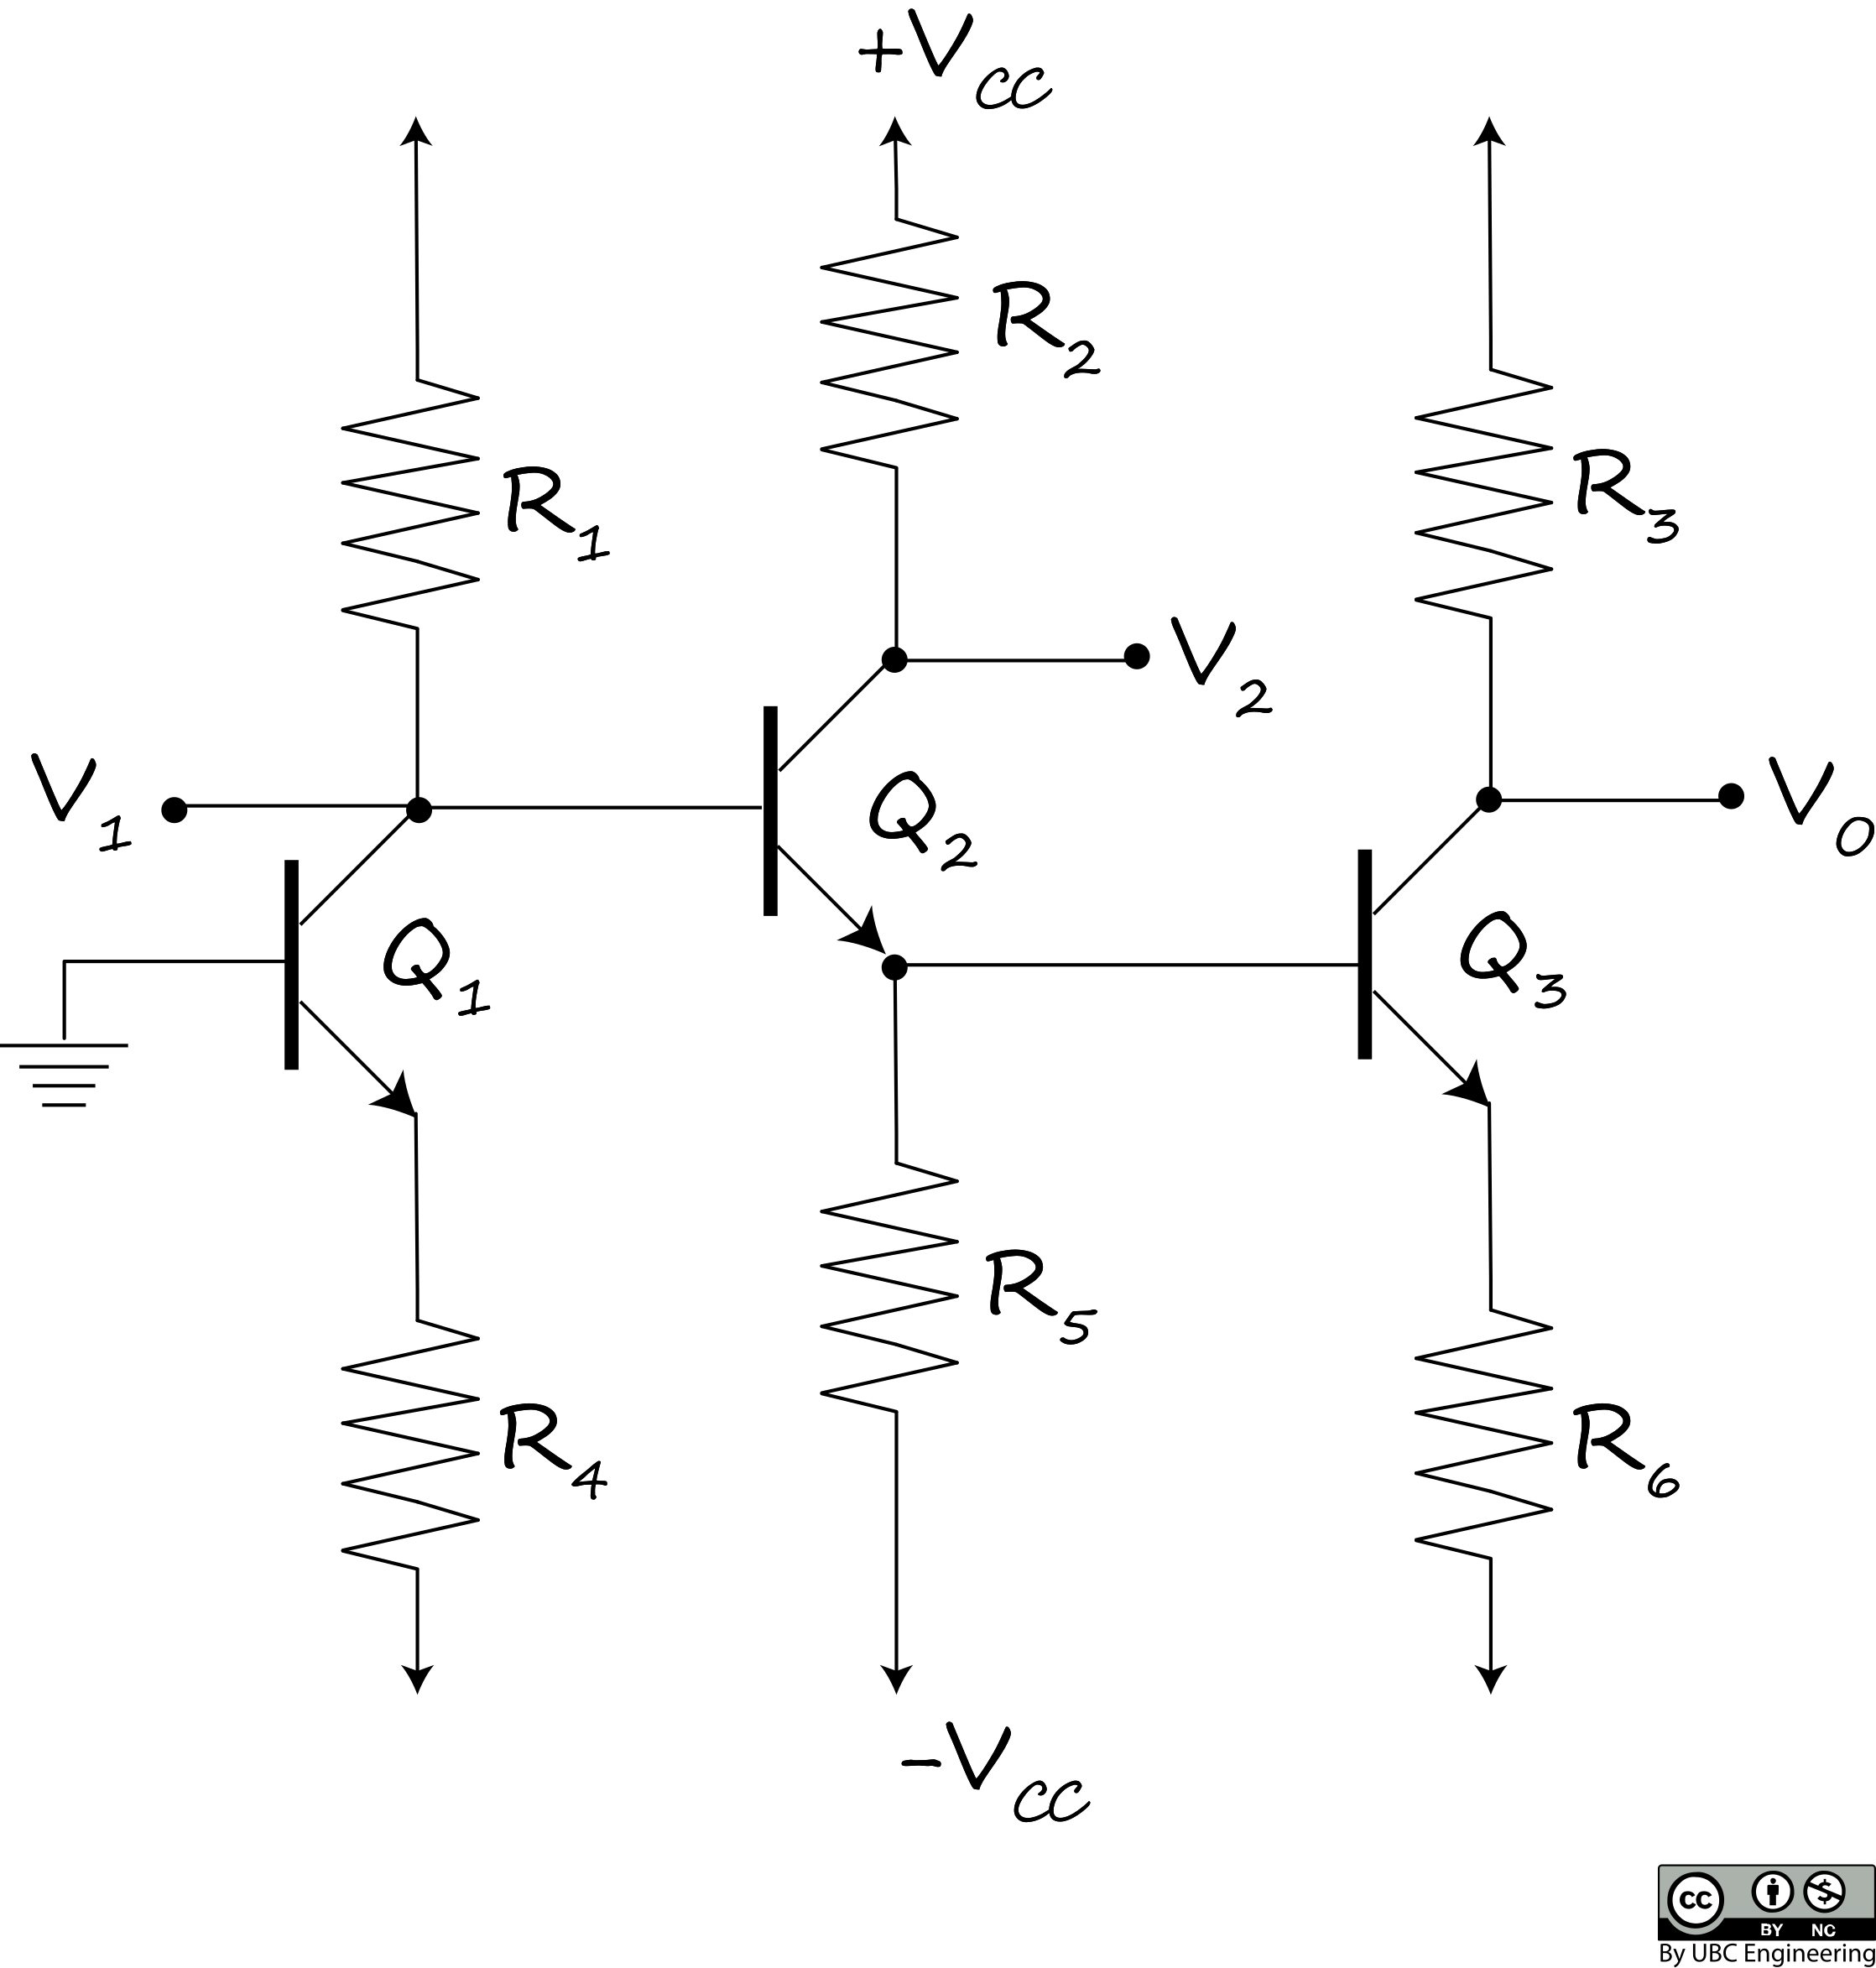 +VCC
R2
R3
R1
V2
V1
Q2
VO
Q1
Q3
R5
R4
R6
-VCC
cc
BY NC
By UBC Engineering